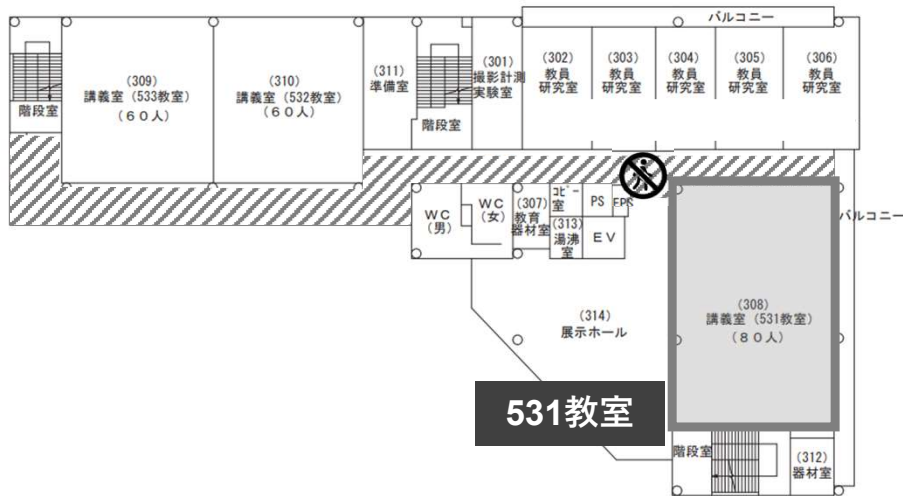 バルコニー
(309)
講義室(533教室)
(60人)
階段室
(310)
講義室(532教室)
(60人)
(311)
準備室
階段室
(301)
撮影計測
実験室
(302)
教員
研究室
(303)
教員
研究室
(304)
教員
研究室
(305)
教員
研究室
(306)
教員
研究室
WC
(男)
WC
(女)
(307)
教育
器材室
コピー
室
PS
EPS
(313)
湯沸
室
EV
バルコニー
(308)
講義室(531教室)
(80人)
(314)
展示ホール
531教室
階段室
(312)
器材室